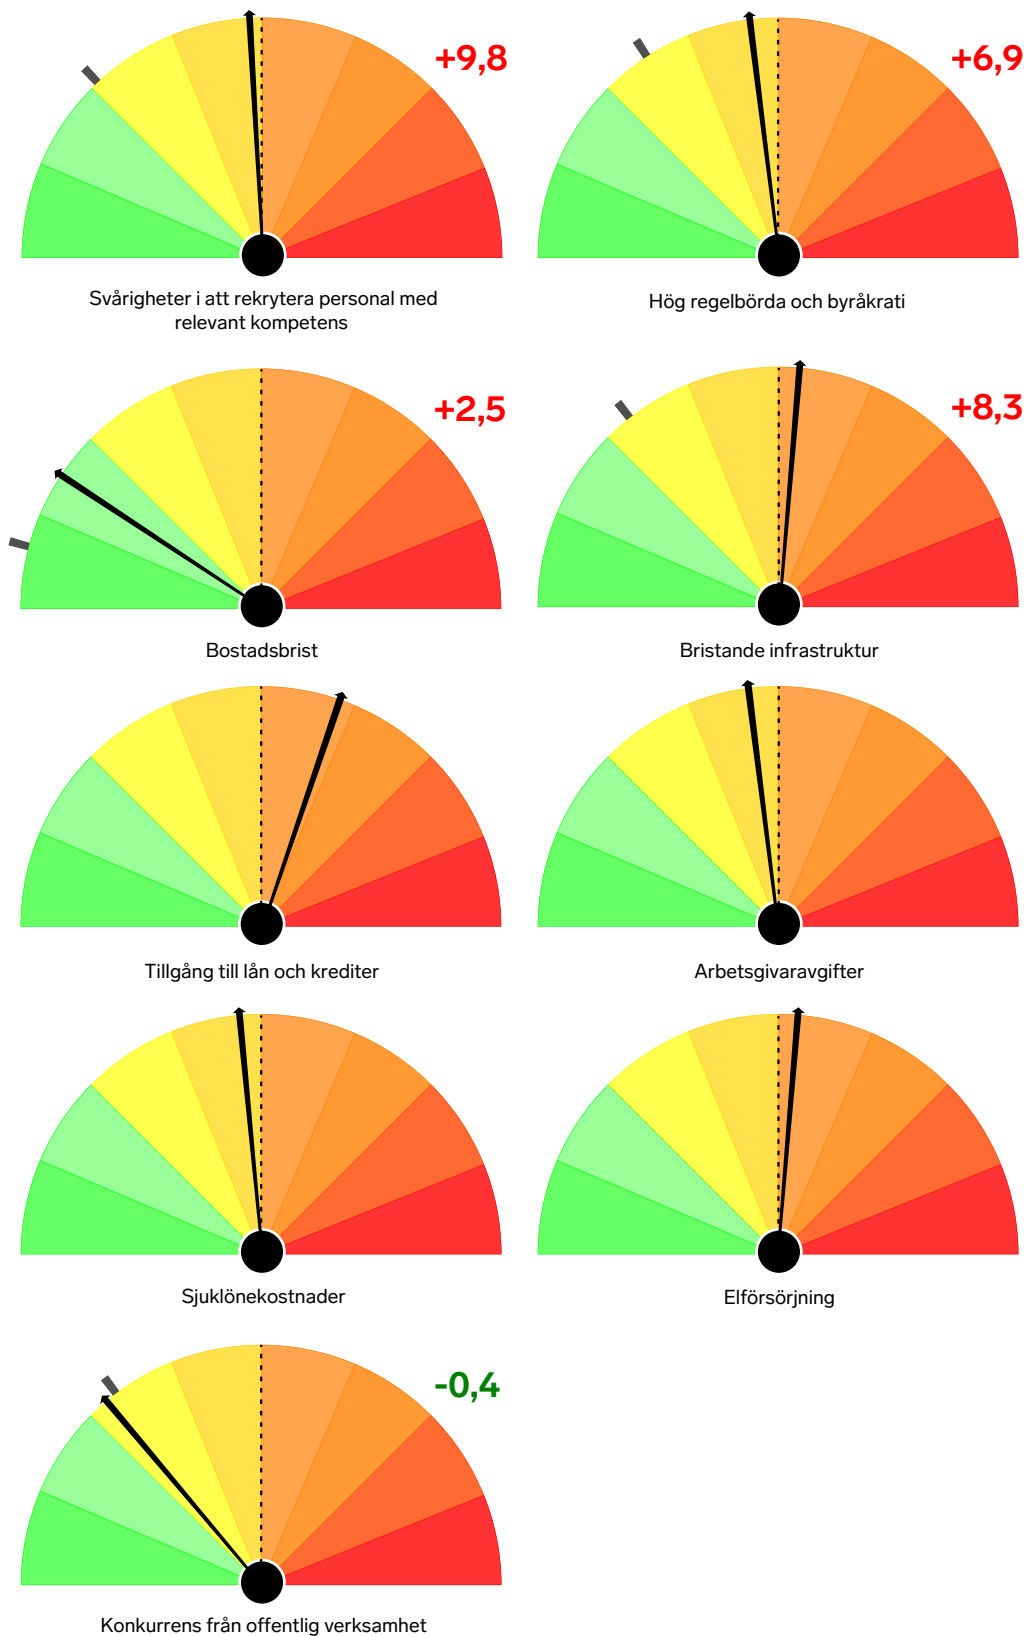 +9,8
Svårigheter i att rekrytera personal med
relevant kompetens
+6,9
Hög regelbörda och byråkrati
+2,5
Bostadsbrist
+8,3
Bristande infrastruktur
Tillgång till lån och krediter
Arbetsgivaravgifter
Sjuklönekostnader
Elförsörjning
-0,4
Konkurrens från offentlig verksamhet